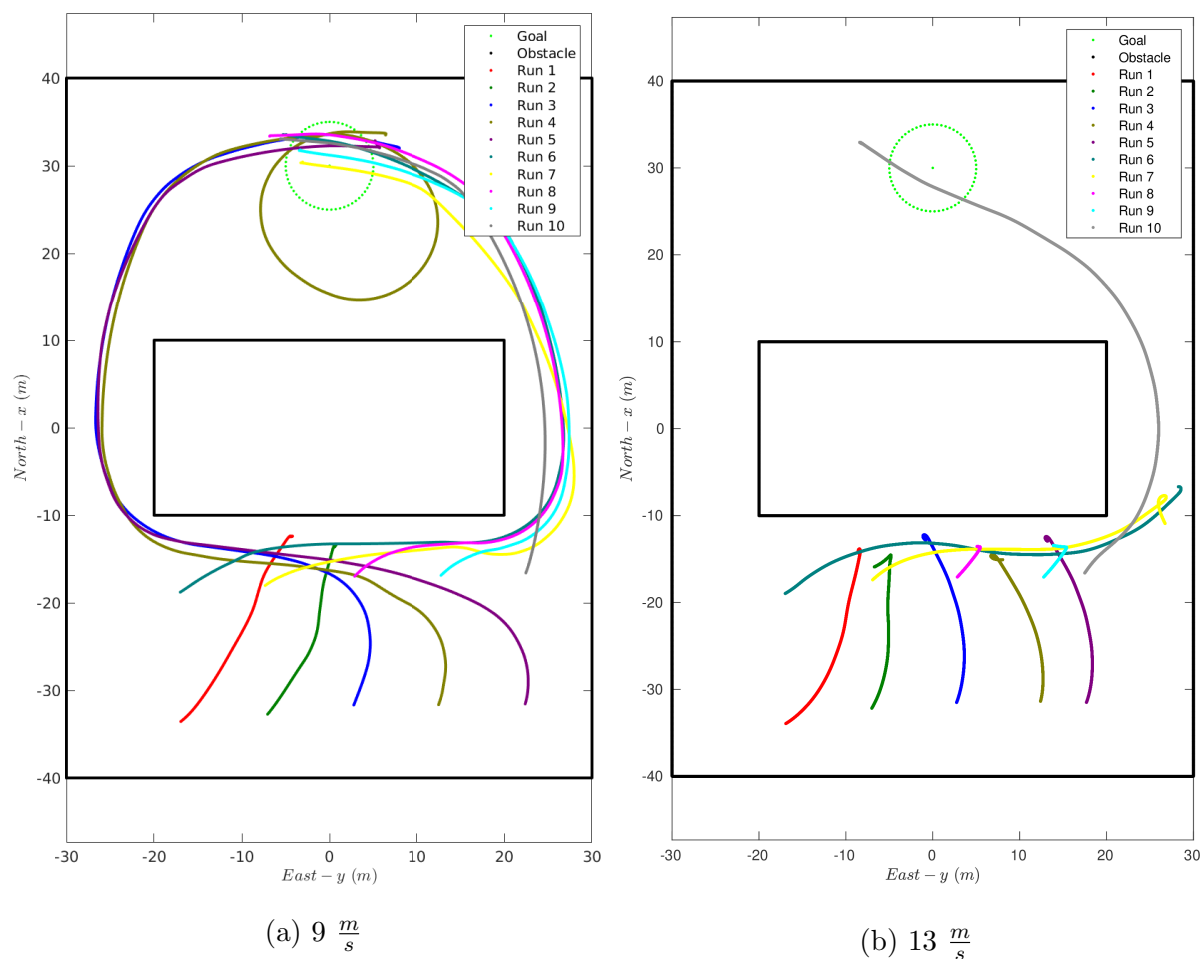 Goal
Obstacle
Run 1
Run 2
Run 3
Run 4
Run 5
Run 6
Run 7
Run 8
Run 9
Run 10
40
30
20
10
0
-10
-20
-30
-40
North − x (m)
-30 -20 -10 0 10 20 30
East − y (m)
(a) 9 m/s
Goal
Obstacle
Run 1
Run 2
Run 3
Run 4
Run 5
Run 6
Run 7
Run 8
Run 9
Run 10
40
30
20
10
0
-10
-20
-30
-40
North − x (m)
-30 -20 -10 0 10 20 30
East − y (m)
(b) 13 m/s